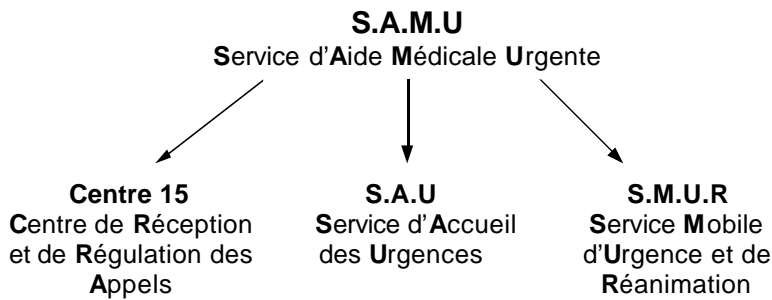 S.A.M.U
Service d'Aide Médicale Urgente
Centre 15
Centre de Réception
et de Régulation des
Appels
S.A.U
Service d'Accueil
des Urgences
S.M.U.R
Service Mobile
d'Urgence et de
Réanimation